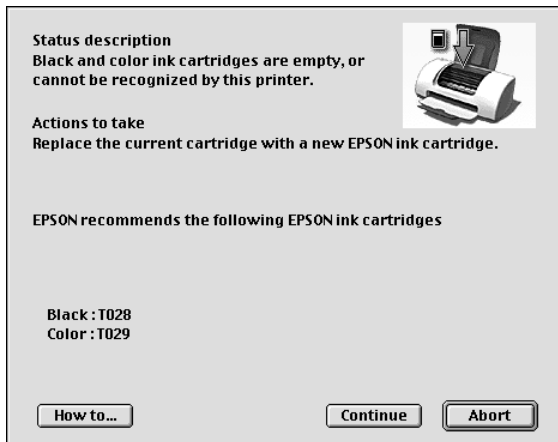 Status description
Black and color ink cartridges are empty, or
cannot be recognized by this printer.
Actions to take
Replace the current cartridge with a new EPSON ink cartridge.
EPSON recommends the following EPSON ink cartridges
Black : T028
Color : T029
How to...
Continue
Abort